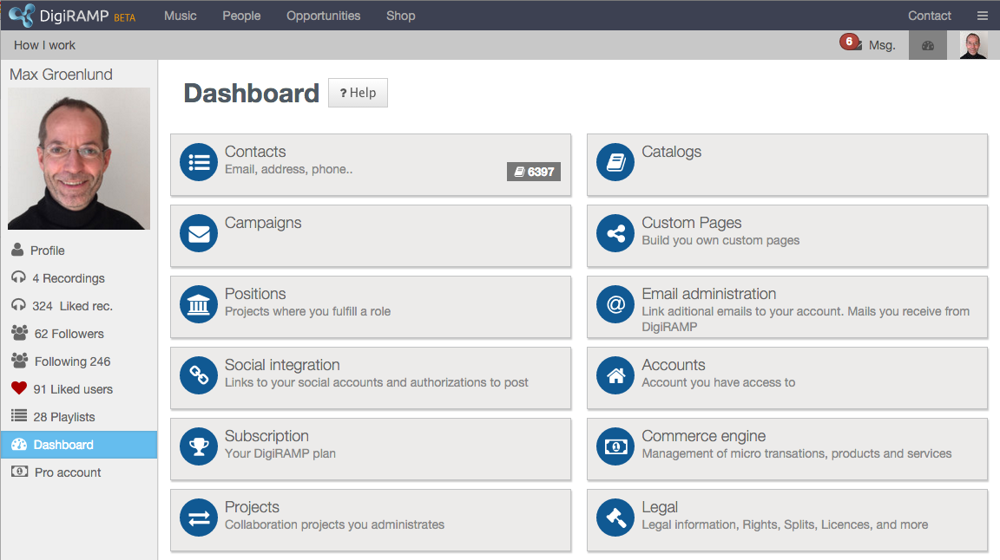 DigiRAMP BETA Music People Opportunities Shop Contact
How I work 6 Msg.
Max Groenlund
Profile
4 Recordings
324 Liked rec.
62 Followers
Following 246
91 Liked users
28 Playlists
Dashboard
Pro account
Dashboard ? Help
Contacts
Email, address, phone..
6397
Catalogs
Campaigns
Custom Pages
Build you own custom pages
Positions
Projects where you fulfill a role
Email administration
Link aditional emails to your account. Mails you receive from
DigiRAMP
Social integration
Links to your social accounts and authorizations to post
Accounts
Account you have access to
Subscription
Your DigiRAMP plan
Commerce engine
Management of micro transations, products and services
Projects
Collaboration projects you administrates
Legal
Legal information, Rights, Splits, Licences, and more